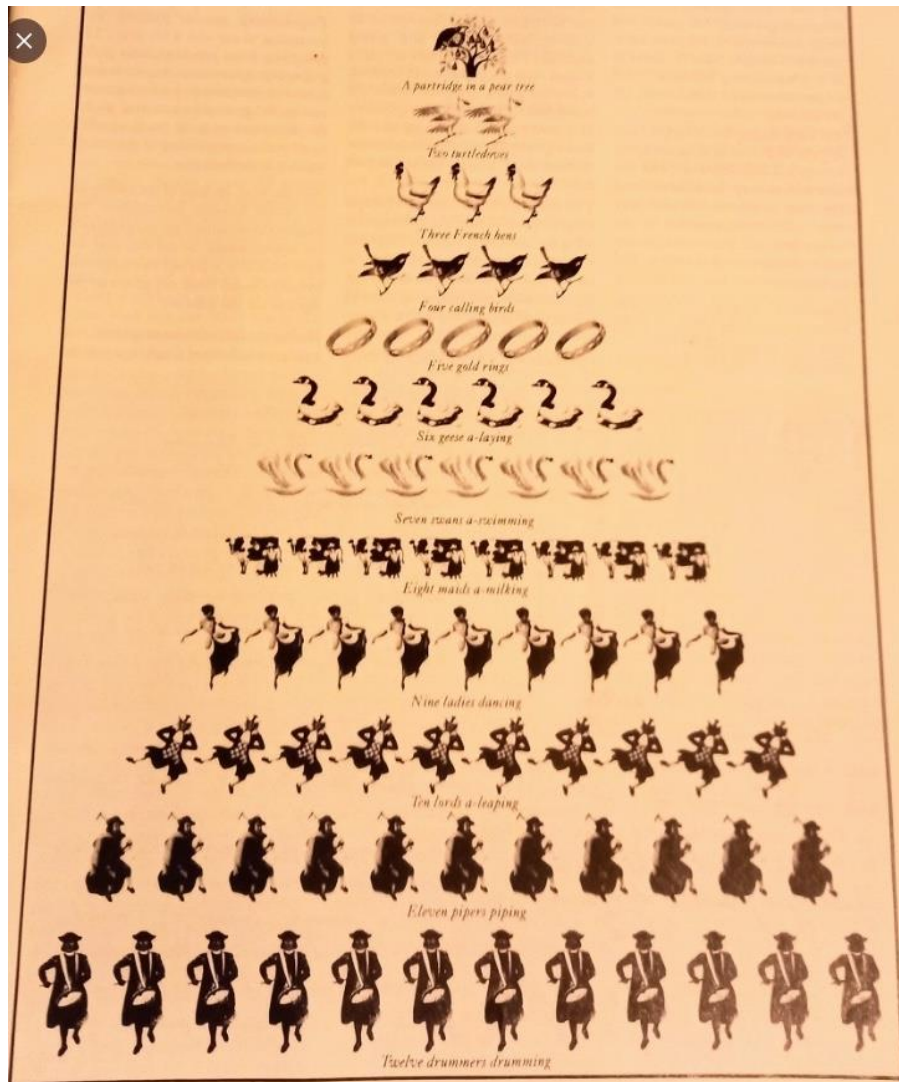 A partridge in a pear tree
Two turtledoves
Three French hens
Four calling birds
Five gold rings
Six geese a-laying
Seven swans a-swimming
Eight maids a-milking
Nine ladies dancing
Ten lords a-leaping
Eleven pipers piping
Twelve drummers drumming